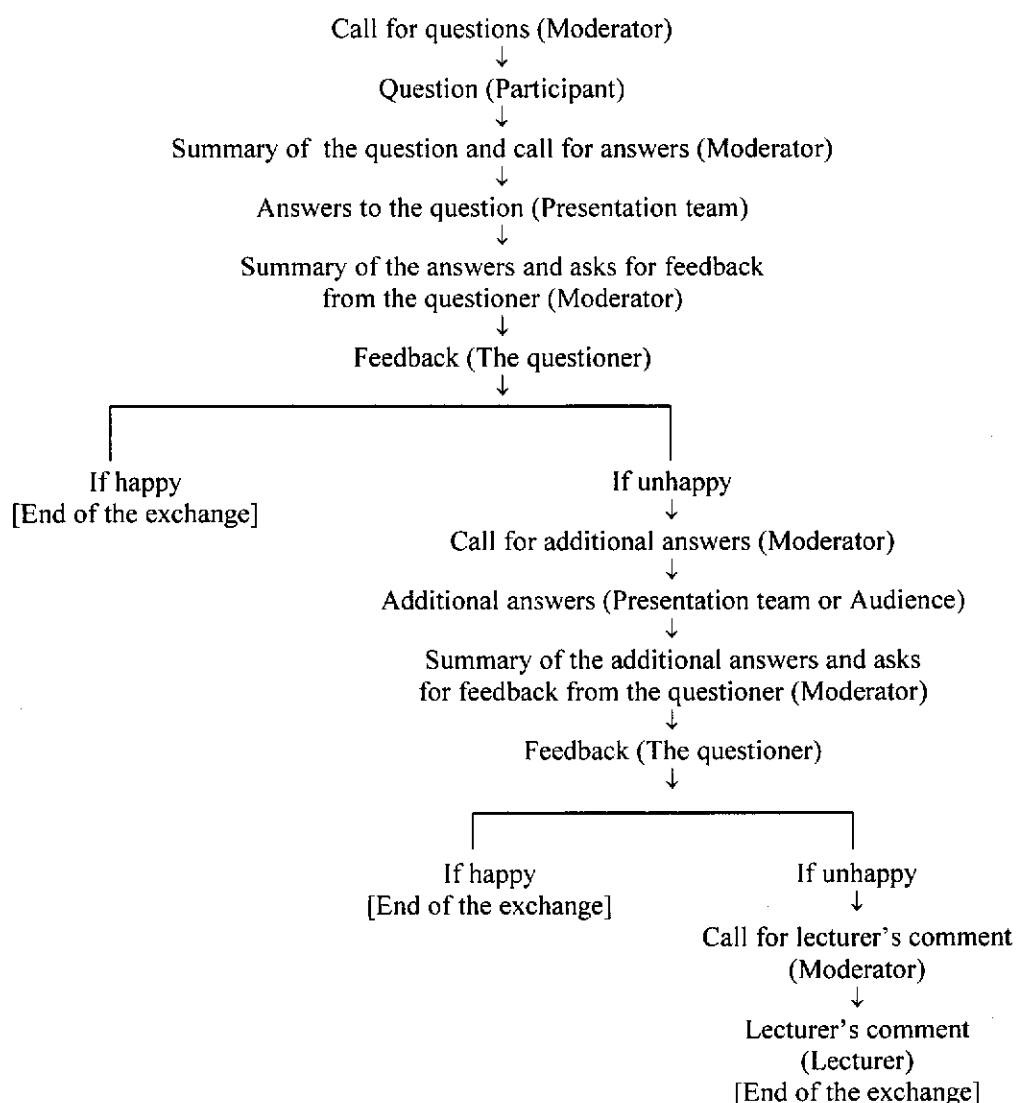 Call for questions (Moderator)
↓
Question (Participant)
↓
Summary of the question and call for answers (Moderator)
↓
Answers to the question (Presentation team)
↓
Summary of the answers and asks for feedback
from the questioner (Moderator)
↓
Feedback (The questioner)
↓
If happy
[End of the exchange]
If unhappy
↓
Call for additional answers (Moderator)
↓
Additional answers (Presentation team or Audience)
↓
Summary of the additional answers and asks
for feedback from the questioner (Moderator)
↓
Feedback (The questioner)
↓
If happy
[End of the exchange]
If unhappy
↓
Call for lecturer's comment
(Moderator)
↓
Lecturer's comment
(Lecturer)
[End of the exchange]